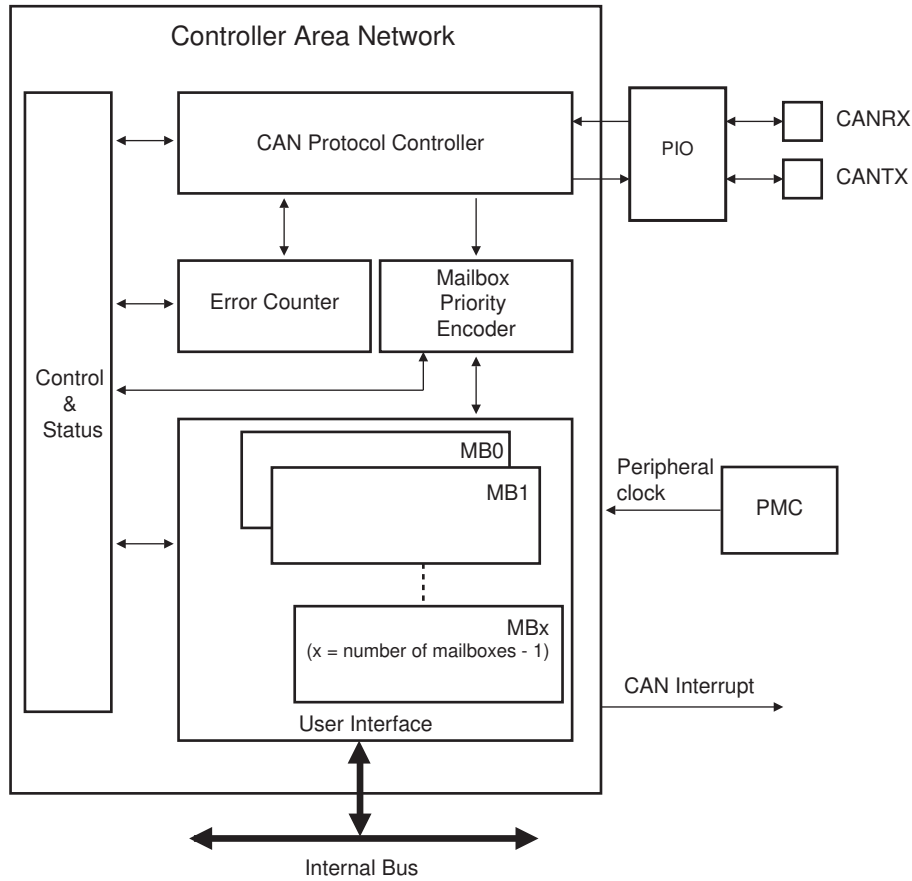 Controller Area Network
CAN Protocol Controller
PIO
CANRX
CANTX
Error Counter
Mailbox
Priority
Encoder
Control
&
Status
MB0
MB1
Peripheral
clock
PMC
MBx
(x = number of mailboxes - 1)
CAN Interrupt
User Interface
Internal Bus